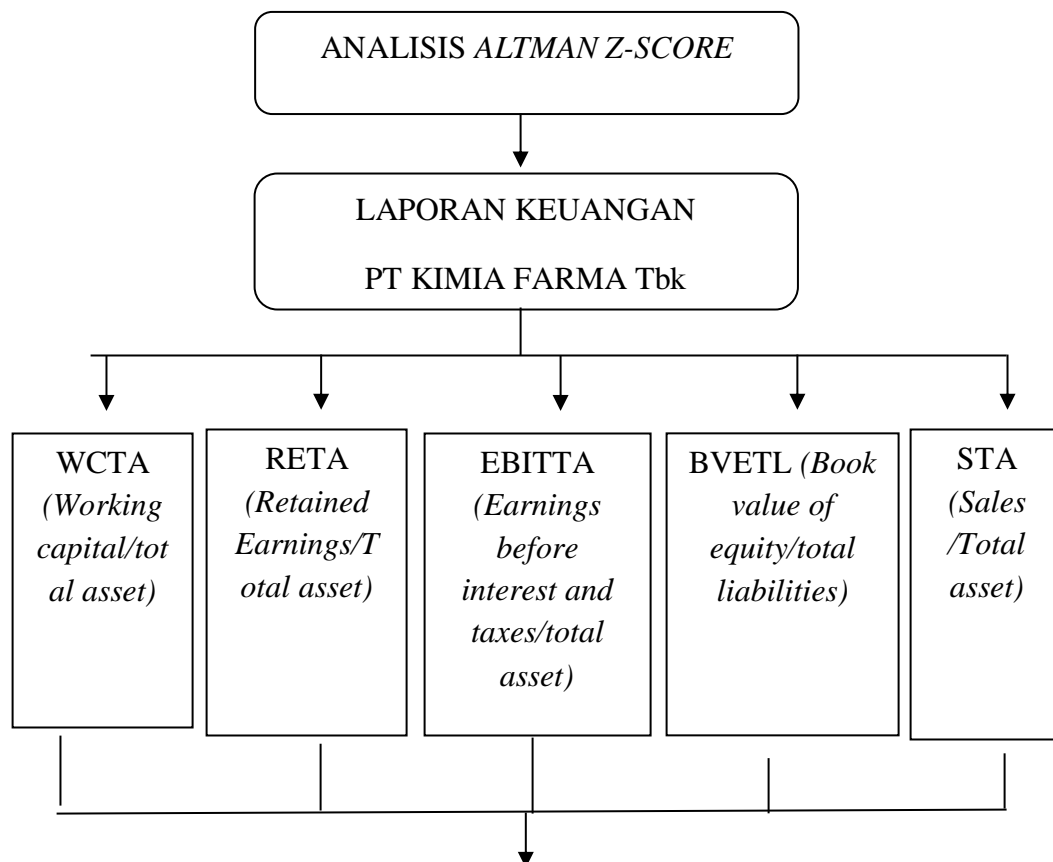 ANALISIS ALTMAN Z-SCORE
LAPORAN KEUANGAN
PT KIMIA FARMA Tbk
WCTA
(Working
capital/tot
al asset)
RETA
(Retained
Earnings/T
otal asset)
EBITTA
(Earnings
before
interest and
taxes/total
asset)
BVETL (Book
value of
equity/total
liabilities)
STA
(Sales
/Total
asset)